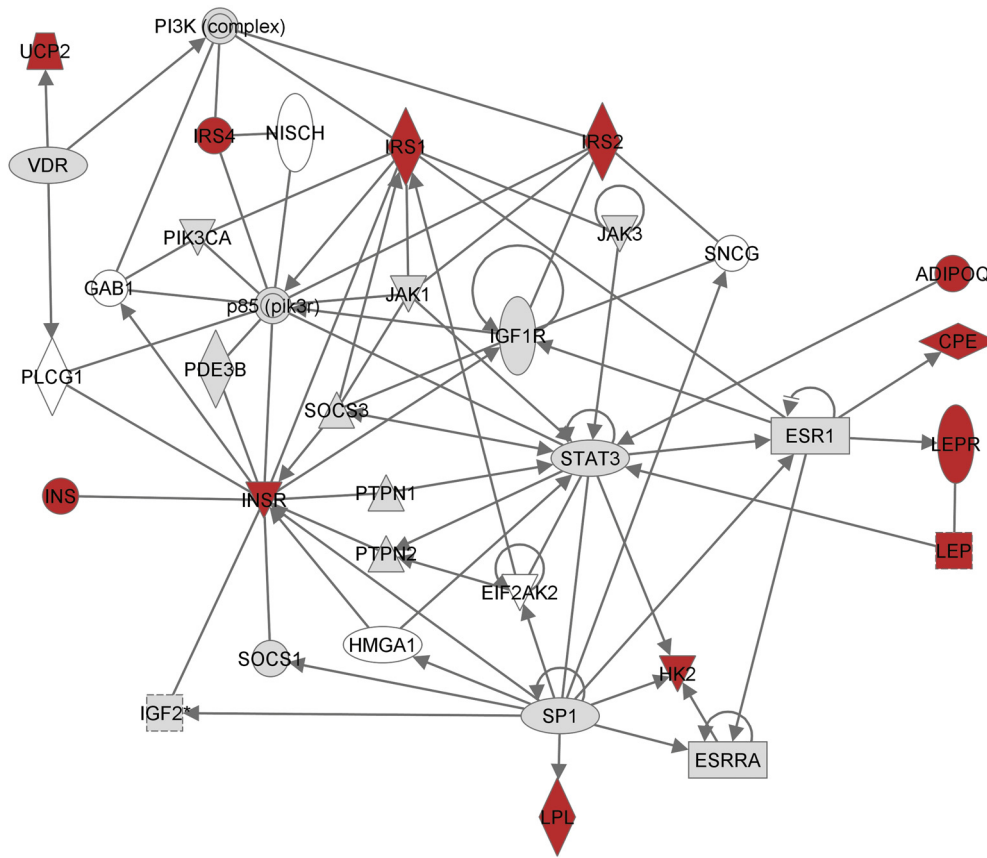 PI3K (complex)
UCP2
IRS4
NISCH
IRS1
IRS2
VDR
PIK3CA
JAK3
SNCG
ADIPOQ
GAB1
p85 (pik3r)
JAK1
IGF1R
CPE
PLCG1
PDE3B
SOCS3
ESR1
LEPR
STAT3
INS
INSR
PTPN1
PTPN2
LEP
EIF2AK2
SOCS1
HMGA1
HK2
IGF2*
SP1
ESRRA
LPL